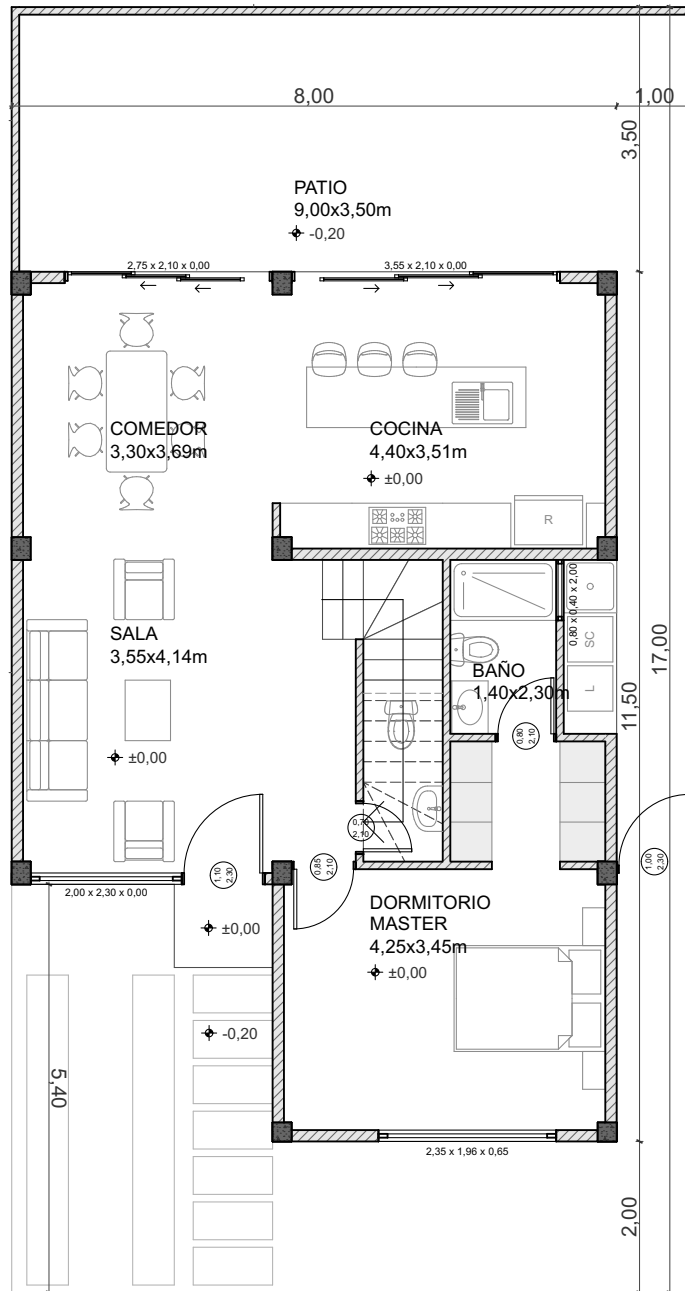 8,00
1,00
3,50
PATIO
9,00x3,50m
-0,20
2,75 x 2,10 x 0,00
3,55 x 2,10 x 0,00
COMEDOR
3,30x3,69m
COCINA
4,40x3,51m
±0,00
R
SALA
3,55x4,14m
±0,00
BAÑO
1,40x2,30m
0,80 x 0,40 x 2,00
O
SC
L
11,50
17,00
0,80
2,10
0,70
2,10
1,10
2,30
0,85
2,10
1,00
2,30
2,00 x 2,30 x 0,00
DORMITORIO
MASTER
4,25x3,45m
±0,00
±0,00
-0,20
5,40
2,35 x 1,96 x 0,65
2,00